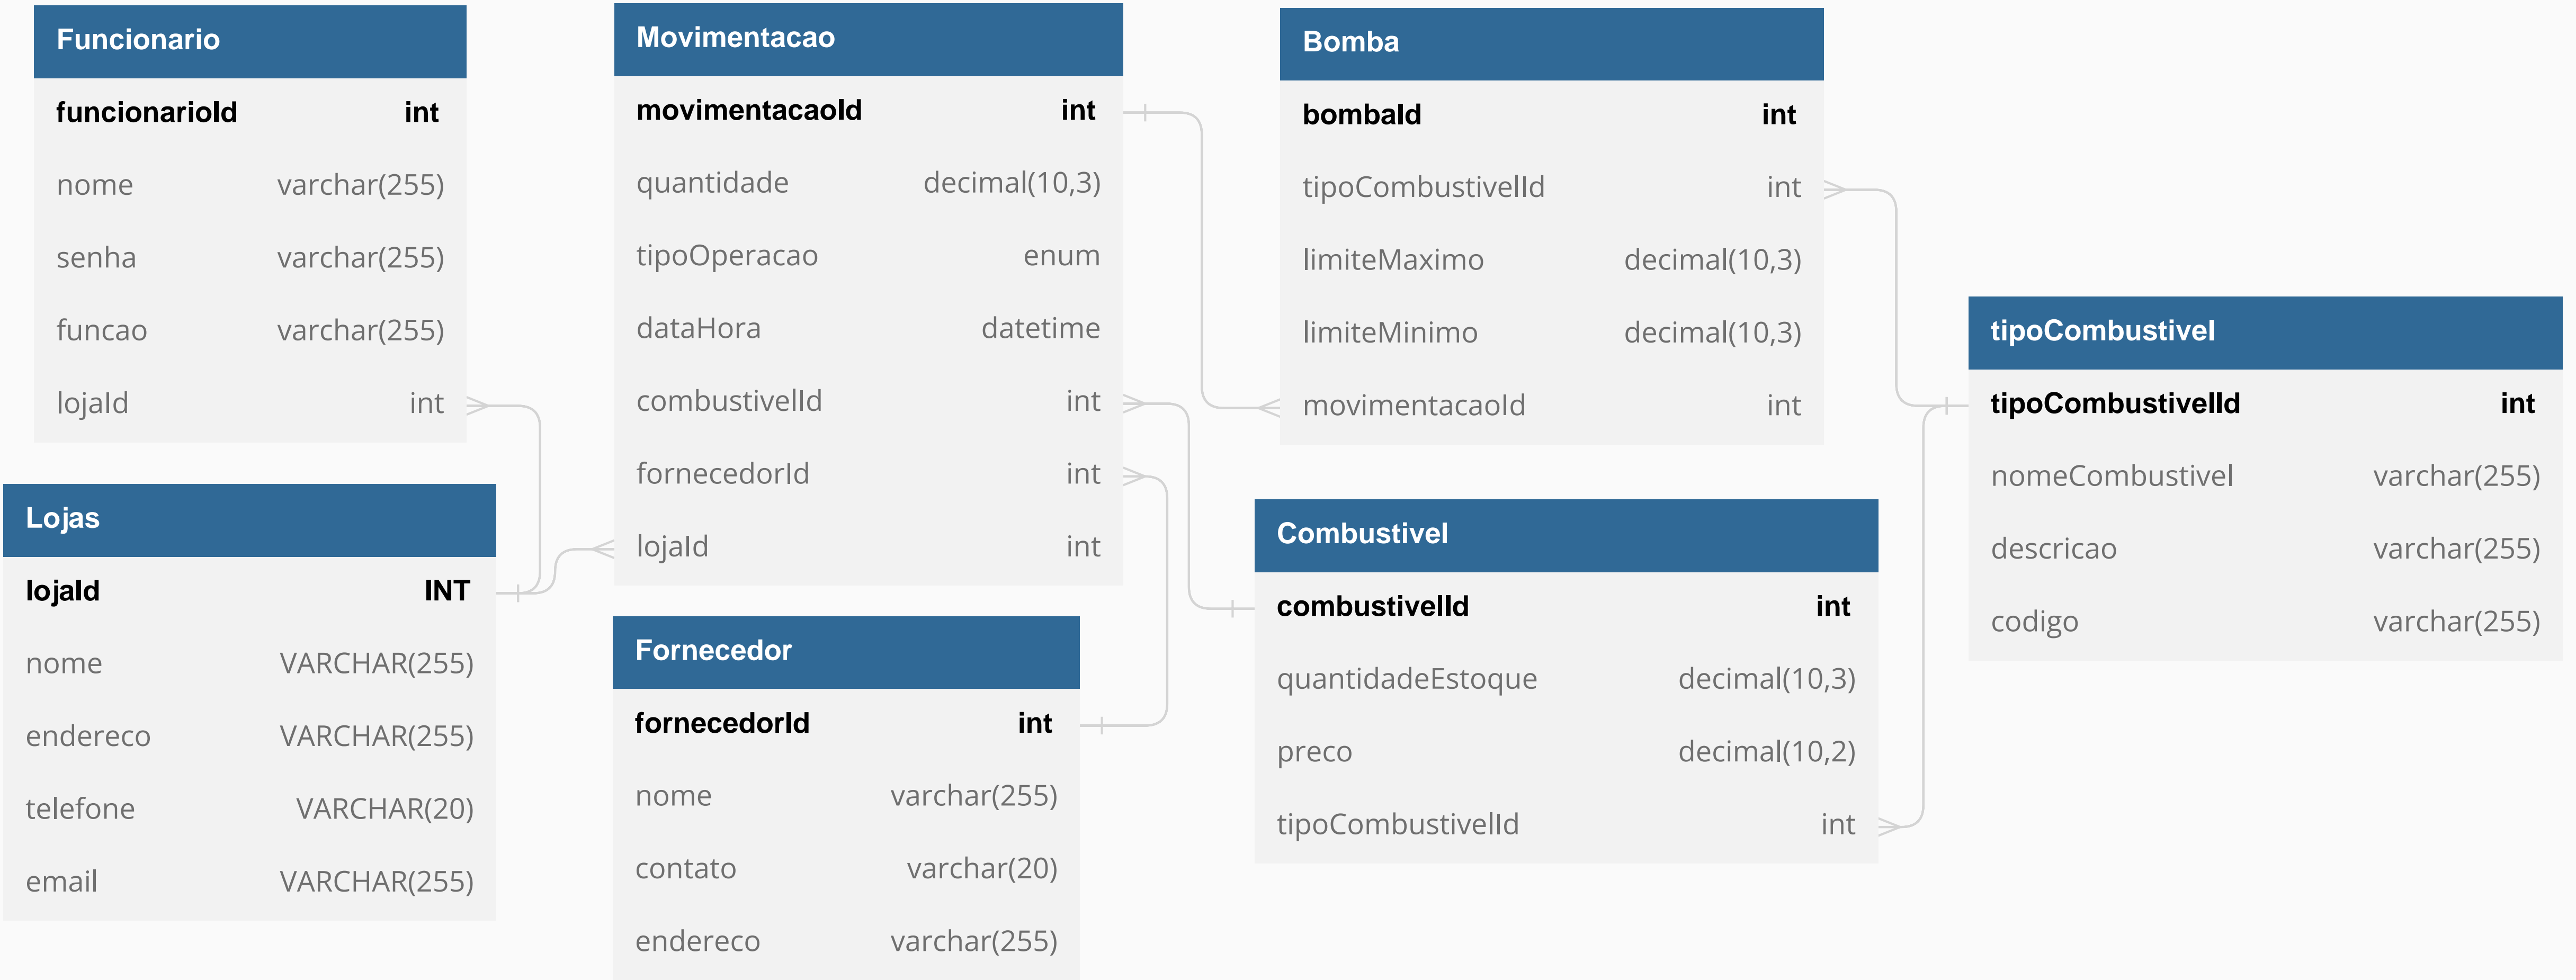 Funcionario
funcionarioId int
nome varchar(255)
senha varchar(255)
funcao varchar(255)
lojaId int
Lojas
lojaId INT
nome VARCHAR(255)
endereco VARCHAR(255)
telefone VARCHAR(20)
email VARCHAR(255)
Movimentacao
movimentacaoId int
quantidade decimal(10,3)
tipoOperacao enum
dataHora datetime
combustivelId int
fornecedorId int
lojaId int
Fornecedor
fornecedorId int
nome varchar(255)
contato varchar(20)
endereco varchar(255)
Bomba
bombaId int
tipoCombustivelId int
limiteMaximo decimal(10,3)
limiteMinimo decimal(10,3)
movimentacaoId int
Combustivel
combustivelId int
quantidadeEstoque decimal(10,3)
preco decimal(10,2)
tipoCombustivelId int
tipoCombustivel
tipoCombustivelId int
nomeCombustivel varchar(255)
descricao varchar(255)
codigo varchar(255)